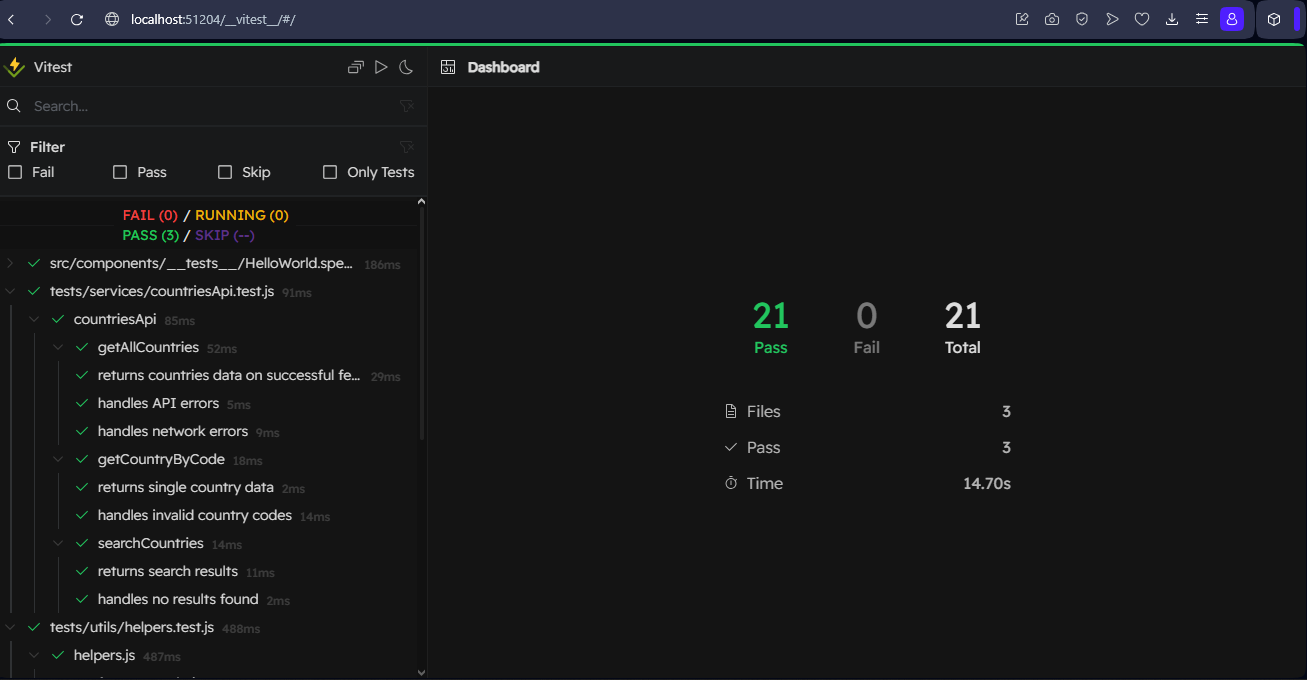 localhost:51204/__vitest__/#/
Vitest
Dashboard
Search...
Filter
Fail Pass Skip Only Tests
FAIL (0) / RUNNING (0)
PASS (3) / SKIP (--)
src/components/__tests__/HelloWorld.spe... 186ms
tests/services/countriesApi.test.js 91ms
countriesApi 85ms
getAllCountries 52ms
returns countries data on successful fe... 29ms
handles API errors 5ms
handles network errors 9ms
getCountryByCode 18ms
returns single country data 2ms
handles invalid country codes 14ms
searchCountries 14ms
returns search results 11ms
handles no results found 2ms
tests/utils/helpers.test.js 488ms
helpers.js 487ms
21 0 21
Pass Fail Total
Files 3
Pass 3
Time 14.70s